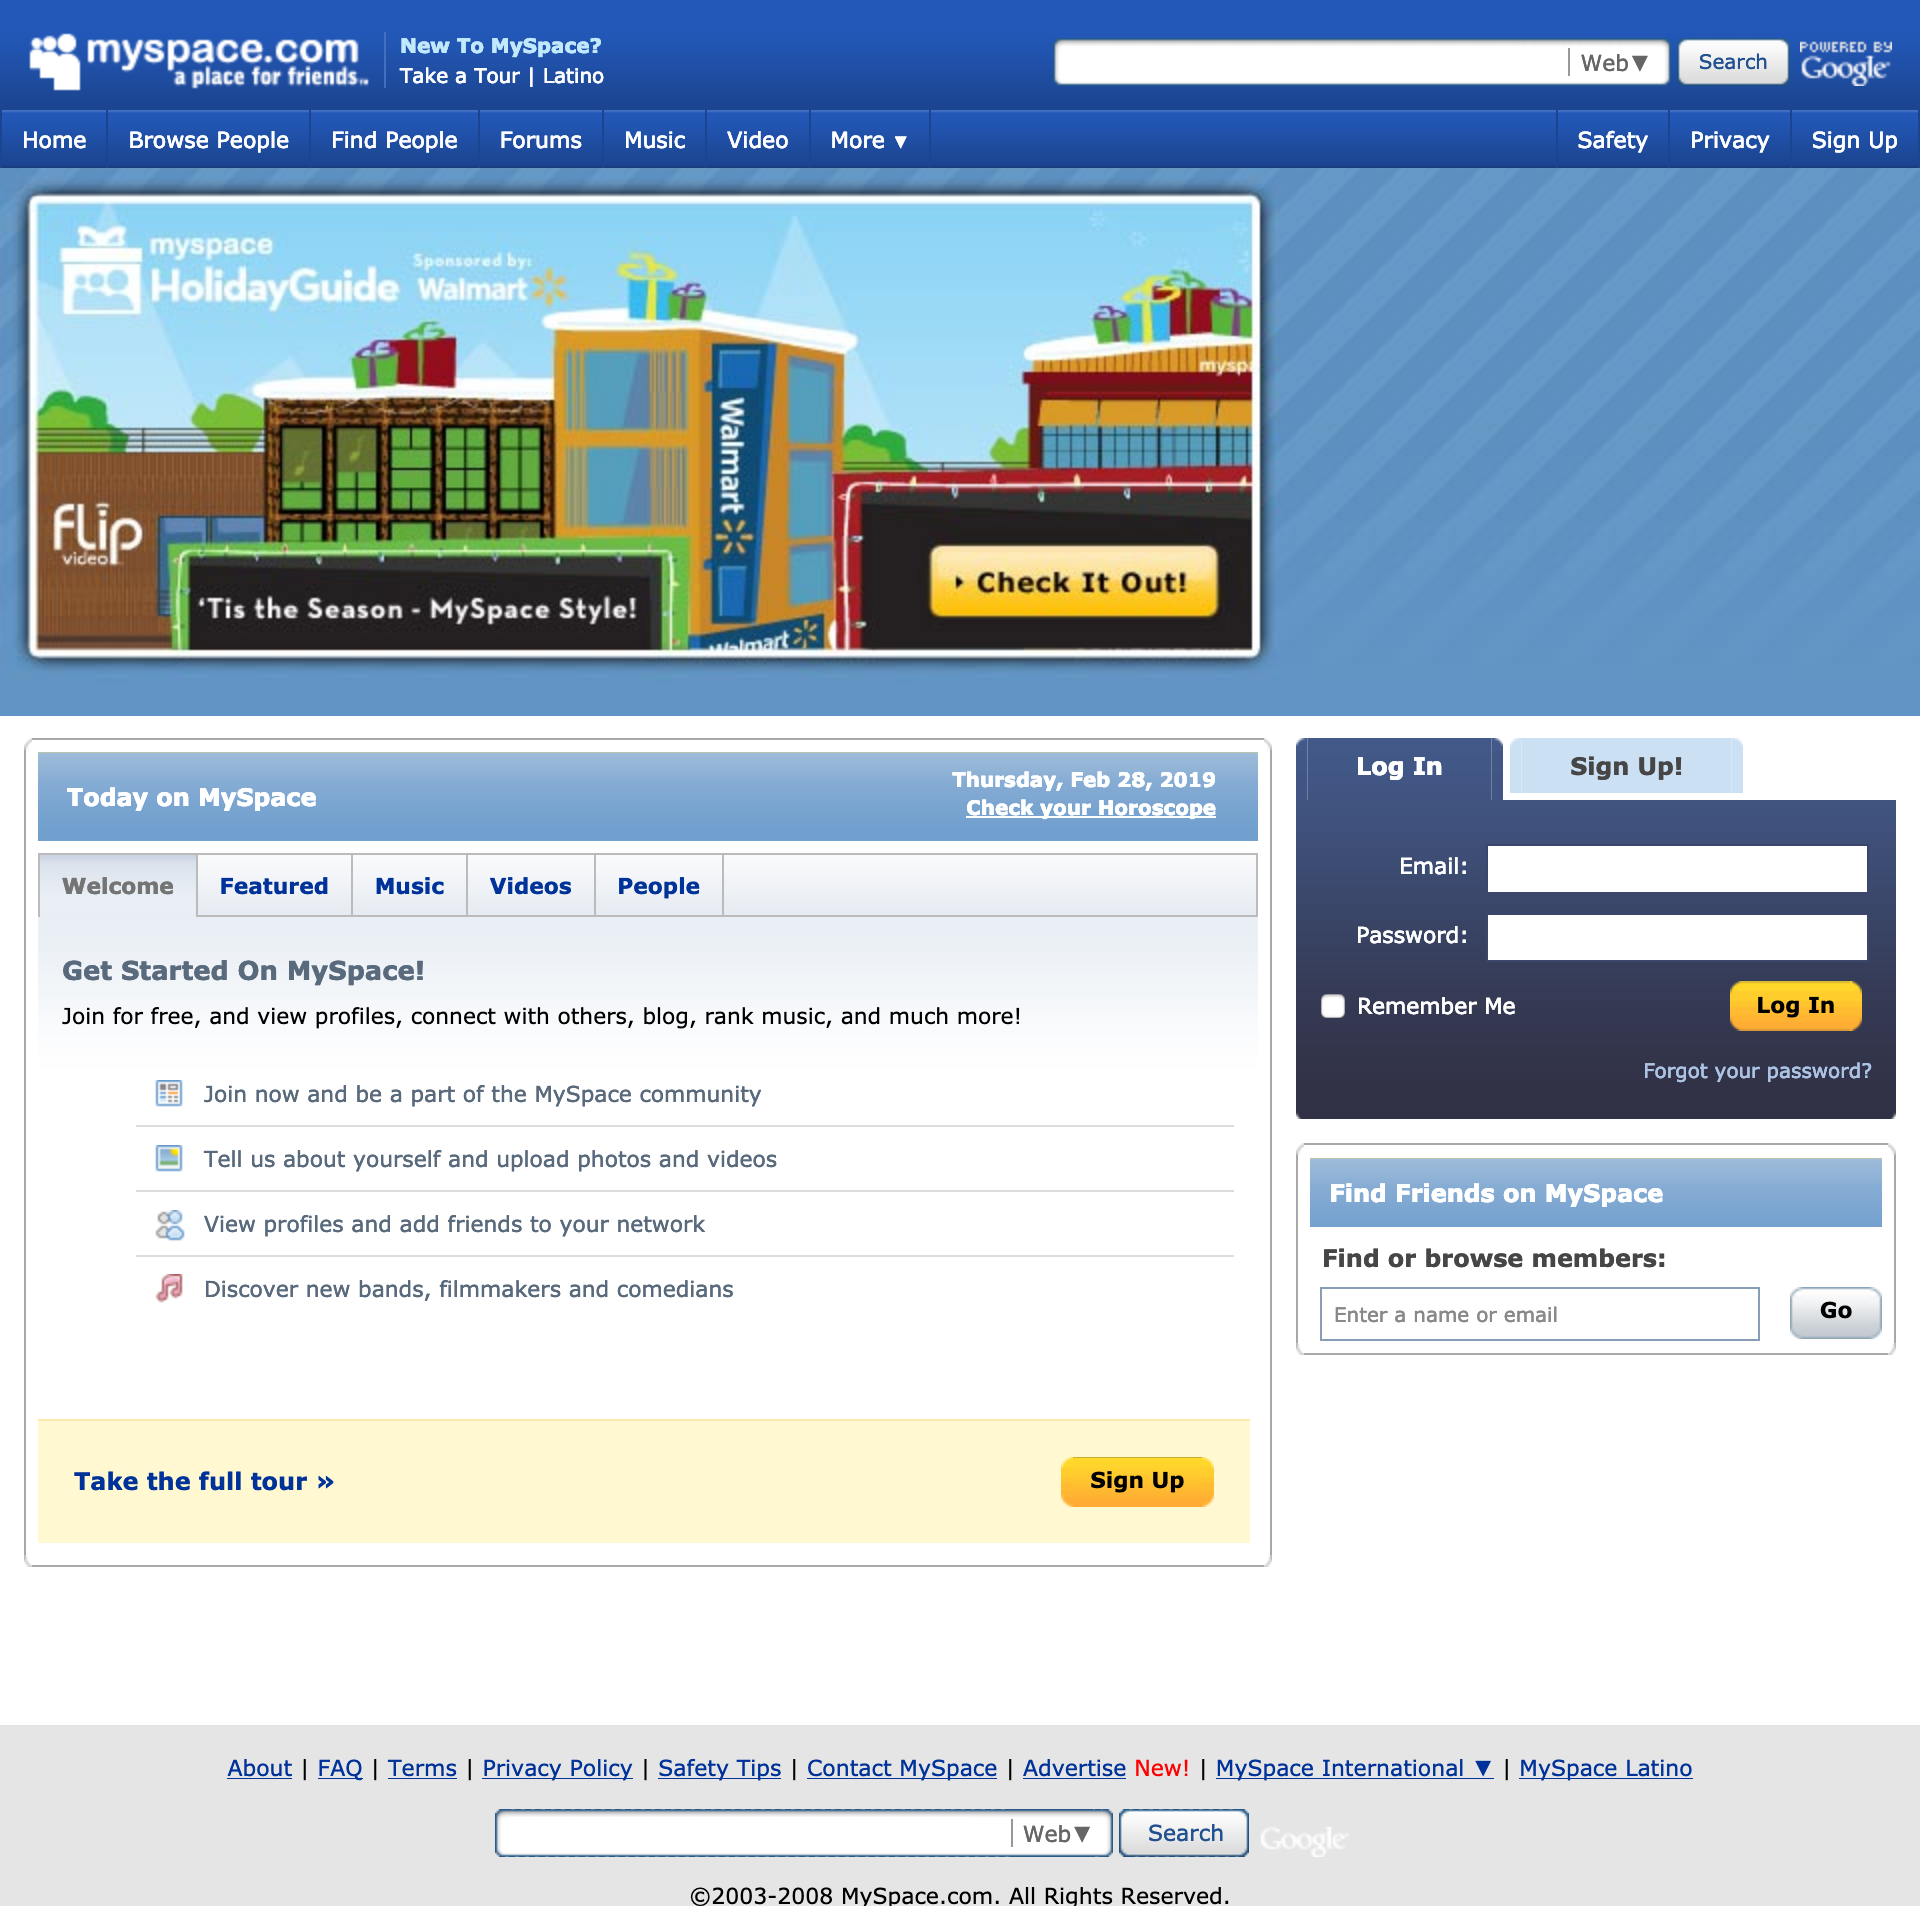 myspace.com
a place for friends..
New To MySpace?
Take a Tour | Latino
Web▼
Search
POWERED BY
Google
Home
Browse People
Find People
Forums
Music
Video
More ▼
Safety
Privacy
Sign Up
myspace
HolidayGuide
Sponsored by:
Walmart
Walmart
myspa
flip
video
‘Tis the Season - MySpace Style!
Walmart
Check It Out!
Today on MySpace
Thursday, Feb 28, 2019
Check your Horoscope
Welcome
Featured
Music
Videos
People
Get Started On MySpace!
Join for free, and view profiles, connect with others, blog, rank music, and much more!
Join now and be a part of the MySpace community
Tell us about yourself and upload photos and videos
View profiles and add friends to your network
Discover new bands, filmmakers and comedians
Take the full tour »
Sign Up
Log In
Sign Up!
Email:
Password:
Remember Me
Log In
Forgot your password?
Find Friends on MySpace
Find or browse members:
Enter a name or email
Go
About | FAQ | Terms | Privacy Policy | Safety Tips | Contact MySpace | Advertise New! | MySpace International ▼ | MySpace Latino
Web▼
Search
Google
©2003-2008 MySpace.com. All Rights Reserved.